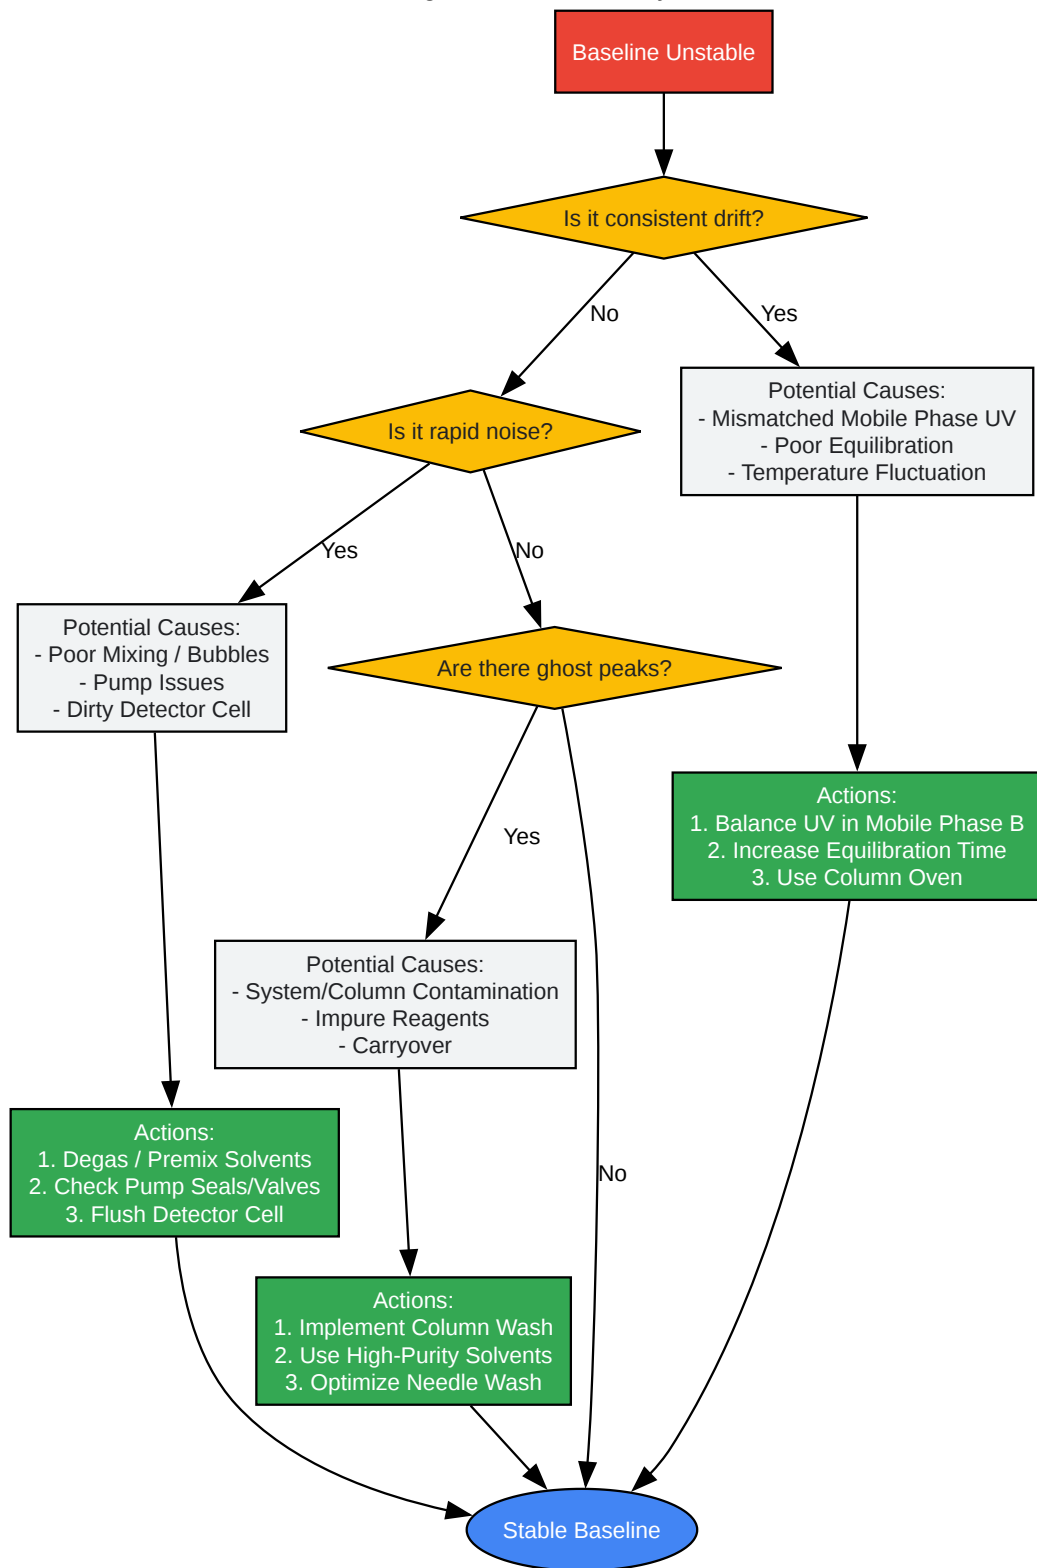 Baseline Unstable
Is it consistent drift?
No
Yes
Potential Causes:
- Mismatched Mobile Phase UV
- Poor Equilibration
- Temperature Fluctuation
Is it rapid noise?
Yes
No
Potential Causes:
- Poor Mixing / Bubbles
- Pump Issues
- Dirty Detector Cell
Are there ghost peaks?
Actions:
1. Balance UV in Mobile Phase B
2. Increase Equilibration Time
3. Use Column Oven
Yes
Potential Causes:
- System/Column Contamination
- Impure Reagents
- Carryover
Actions:
1. Degas / Premix Solvents
2. Check Pump Seals/Valves
3. Flush Detector Cell
No
Actions:
1. Implement Column Wash
2. Use High-Purity Solvents
3. Optimize Needle Wash
Stable Baseline